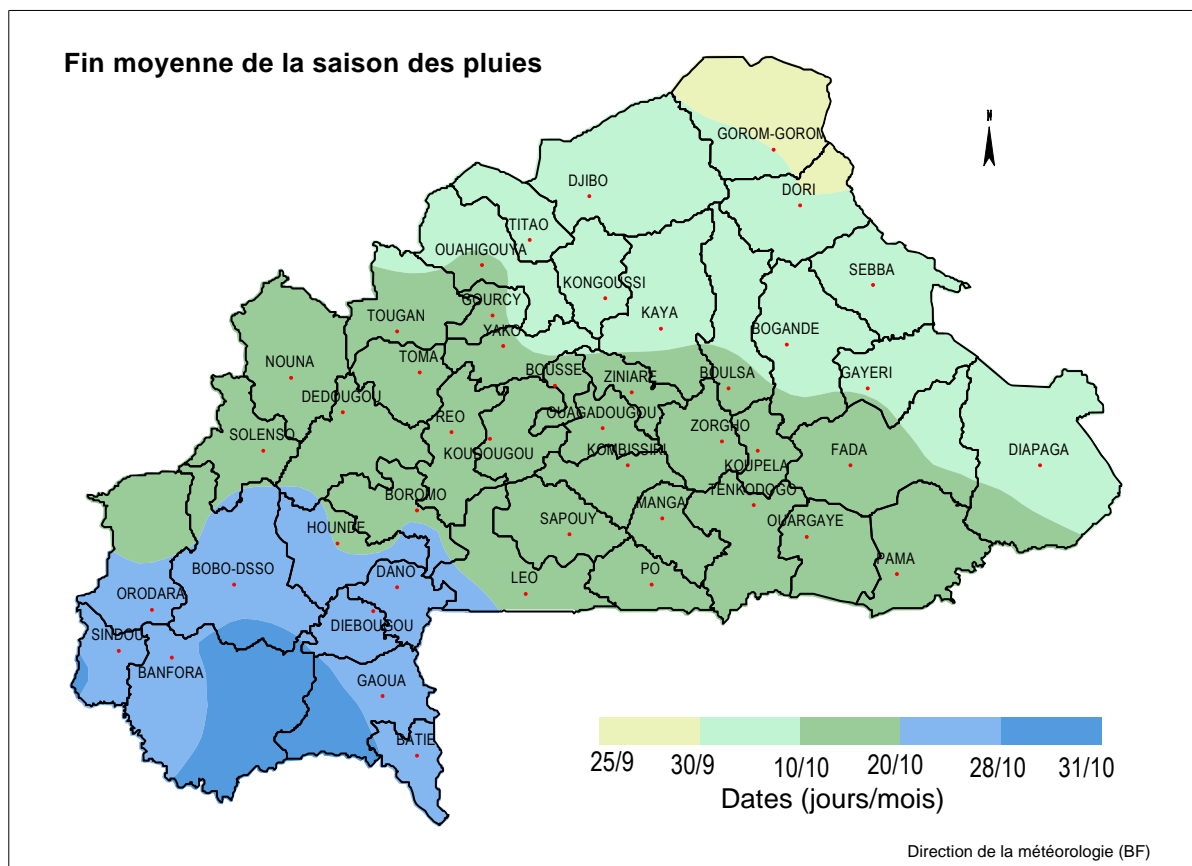 Fin moyenne de la saison des pluies
N
GOROM-GOROM
DJIBO
DORI
TITAO
OUAHIGOUYA
SEBBA
KONGOUSSI
GOURCY
KAYA
TOUGAN
BOGANDE
YAKO
NOUNA
TOMA
BOUSSE
ZINIARE
BOULSA
GAYERI
DEDOUGOU
REO
OUAGADOUGOU
SOLENSO
ZORGHO
KOUDOUGOU
KOMBISSIRI
KOUPELA
FADA
DIAPAGA
BOROMO
MANGA
TENKODOGO
HOUNDE
SAPOUY
OUARGAYE
BOBO-DSSO
DANO
LEO
PO
PAMA
ORODARA
DIEBOUGOU
SINDOU
BANFORA
GAOUA
BATIE
25/9 30/9 10/10 20/10 28/10 31/10
Dates (jours/mois)
Direction de la météorologie (BF)